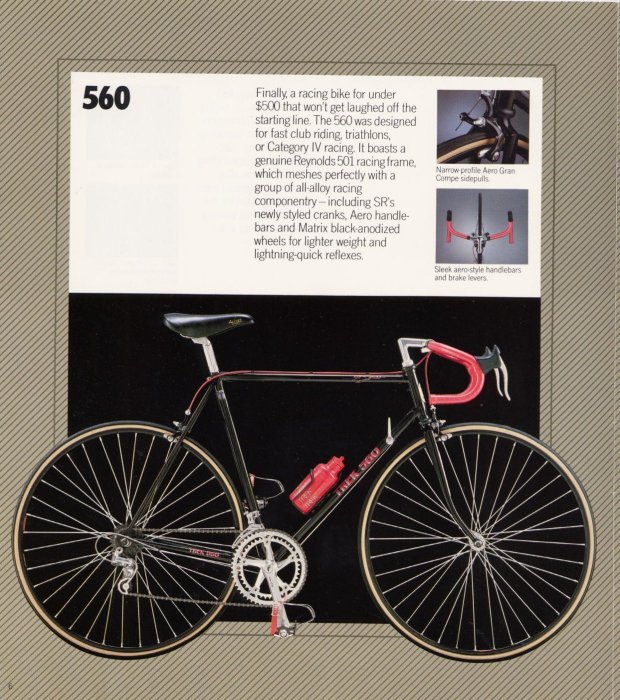 560
Finally, a racing bike for under
$500 that won't get laughed off the
starting line. The 560 was designed
for fast club riding, triathlons,
or Category IV racing. It boasts a
genuine Reynolds 501 racing frame,
which meshes perfectly with a
group of all-alloy racing
componentry – including SR's
newly styled cranks, Aero handle-
bars and Matrix black-anodized
wheels for lighter weight and
lightning-quick reflexes.
Narrow-profile Aero Gran
Compe sidepulls.
Sleek aero-style handlebars
and brake levers.
TREK 560
TREK 560
6